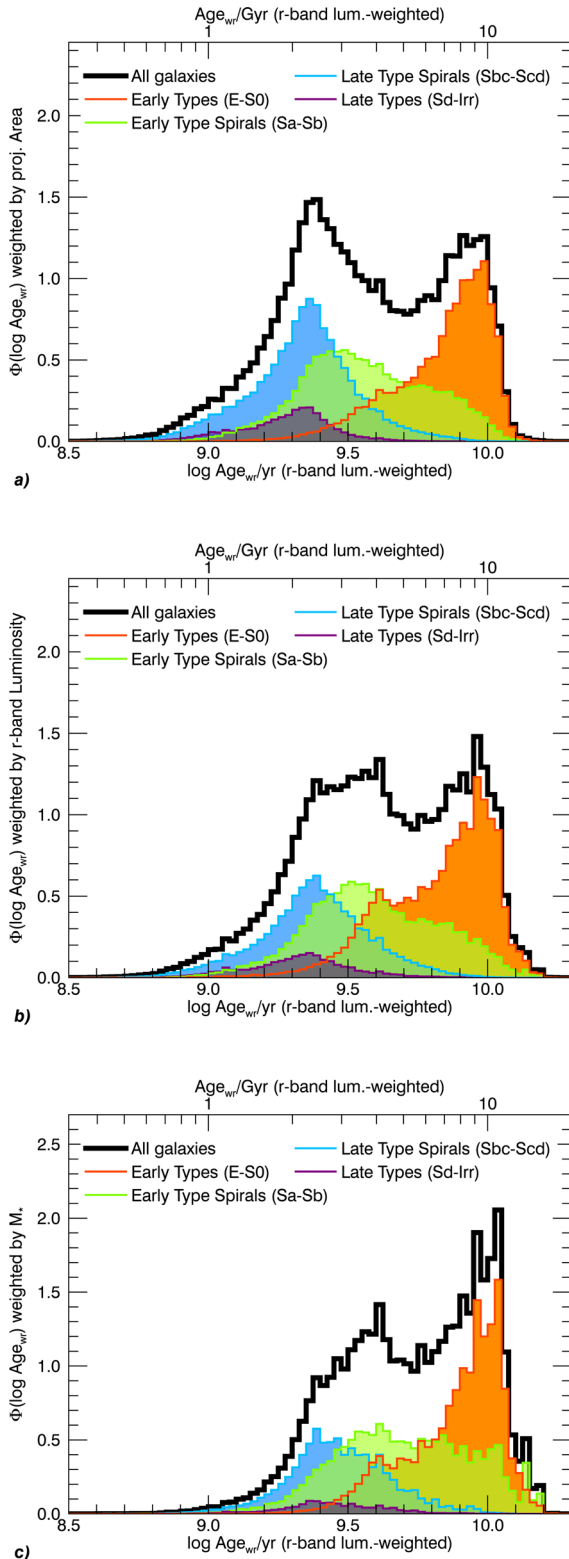 Age_wr/Gyr (r-band lum.-weighted)
1 10
All galaxies Late Type Spirals (Sbc-Scd)
Early Types (E-S0) Late Types (Sd-Irr)
Early Type Spirals (Sa-Sb)
Φ(log Age_wr) weighted by proj. Area
2.0
1.5
1.0
0.5
0.0
8.5 9.0 9.5 10.0
log Age_wr/yr (r-band lum.-weighted)
a)
Age_wr/Gyr (r-band lum.-weighted)
1 10
All galaxies Late Type Spirals (Sbc-Scd)
Early Types (E-S0) Late Types (Sd-Irr)
Early Type Spirals (Sa-Sb)
Φ(log Age_wr) weighted by r-band Luminosity
2.0
1.5
1.0
0.5
0.0
8.5 9.0 9.5 10.0
log Age_wr/yr (r-band lum.-weighted)
b)
Age_wr/Gyr (r-band lum.-weighted)
1 10
2.5
All galaxies Late Type Spirals (Sbc-Scd)
Early Types (E-S0) Late Types (Sd-Irr)
Early Type Spirals (Sa-Sb)
Φ(log Age_wr) weighted by M_*
2.0
1.5
1.0
0.5
0.0
8.5 9.0 9.5 10.0
log Age_wr/yr (r-band lum.-weighted)
c)